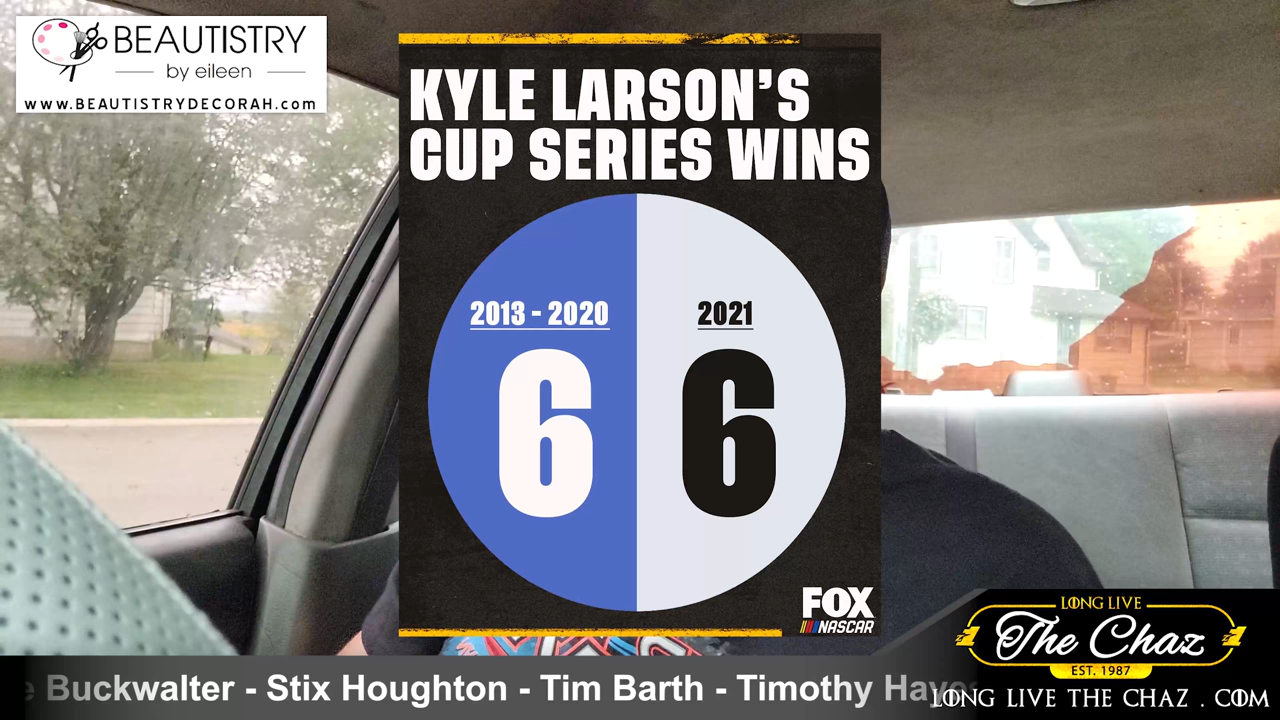 BEAUTISTRY
by eileen
www.BEAUTISTRYDECORAH.com
KYLE LARSON'S
CUP SERIES WINS
2013 - 2020
2021
6
6
FOX
NASCAR
LONG LIVE
The Chaz
EST. 1987
Buckwalter - Stix Houghton - Tim Barth - Timothy
LONG LIVE THE CHAZ . COM